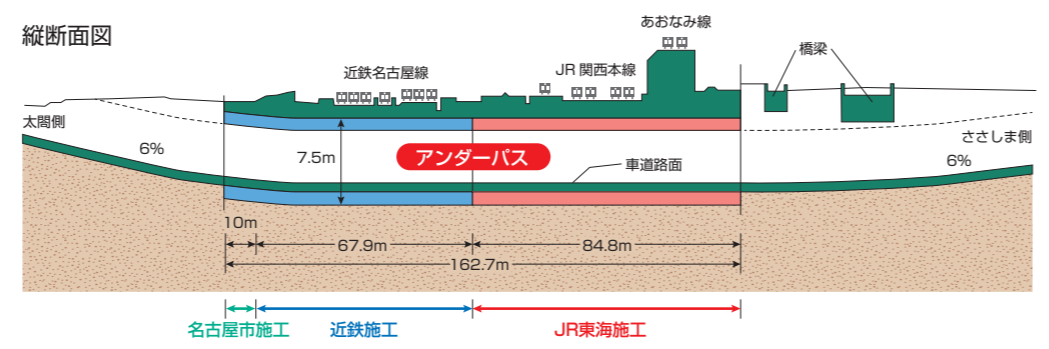 縦断面図
あおなみ線
近鉄名古屋線
JR関西本線
橋梁
太閤側
ささしま側
6%
7.5m
アンダーパス
車道路面
6%
10m
67.9m
84.8m
162.7m
名古屋市施工
近鉄施工
JR東海施工